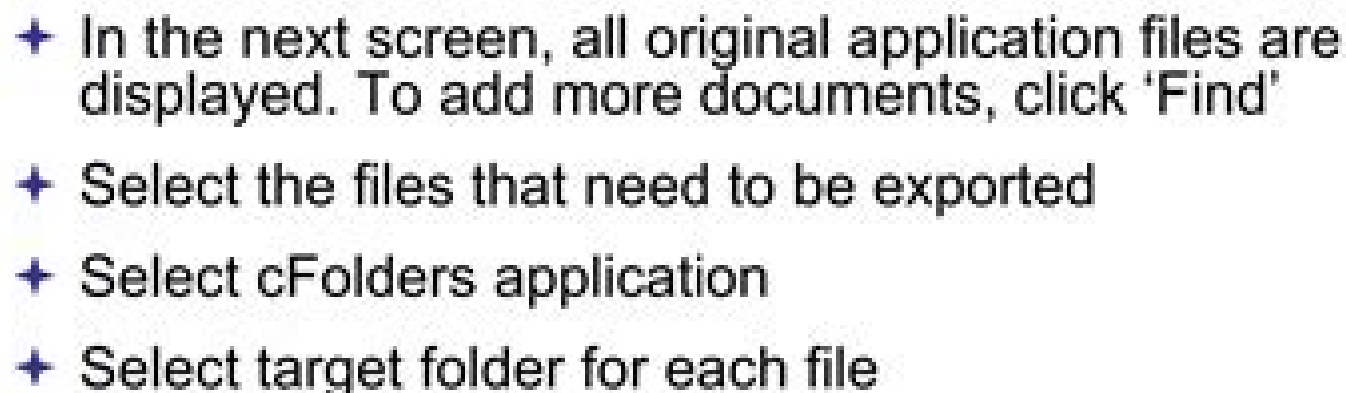 In the next screen, all original application files are
displayed. To add more documents, click ‘Find’
Select the files that need to be exported
Select cFolders application
Select target folder for each file